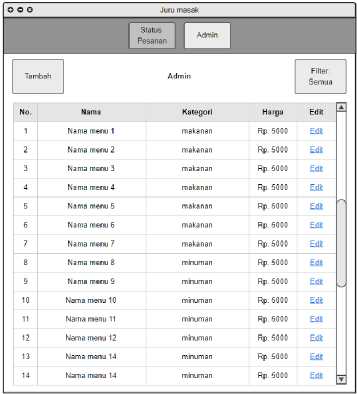 Juru masak
Status Pesanan
Admin
Tambah
Admin
Filter: Semua
No. Nama Kategori Harga Edit
1 Nama menu 1 makanan Rp. 5000 Edit
2 Nama menu 2 makanan Rp. 5000 Edit
3 Nama menu 3 makanan Rp. 5000 Edit
4 Nama menu 4 makanan Rp. 5000 Edit
5 Nama menu 5 makanan Rp. 5000 Edit
6 Nama menu 6 makanan Rp. 5000 Edit
7 Nama menu 7 makanan Rp. 5000 Edit
8 Nama menu 8 minuman Rp. 5000 Edit
9 Nama menu 9 minuman Rp. 5000 Edit
10 Nama menu 10 minuman Rp. 5000 Edit
11 Nama menu 11 minuman Rp. 5000 Edit
12 Nama menu 12 minuman Rp. 5000 Edit
13 Nama menu 14 minuman Rp. 5000 Edit
14 Nama menu 14 minuman Rp. 5000 Edit